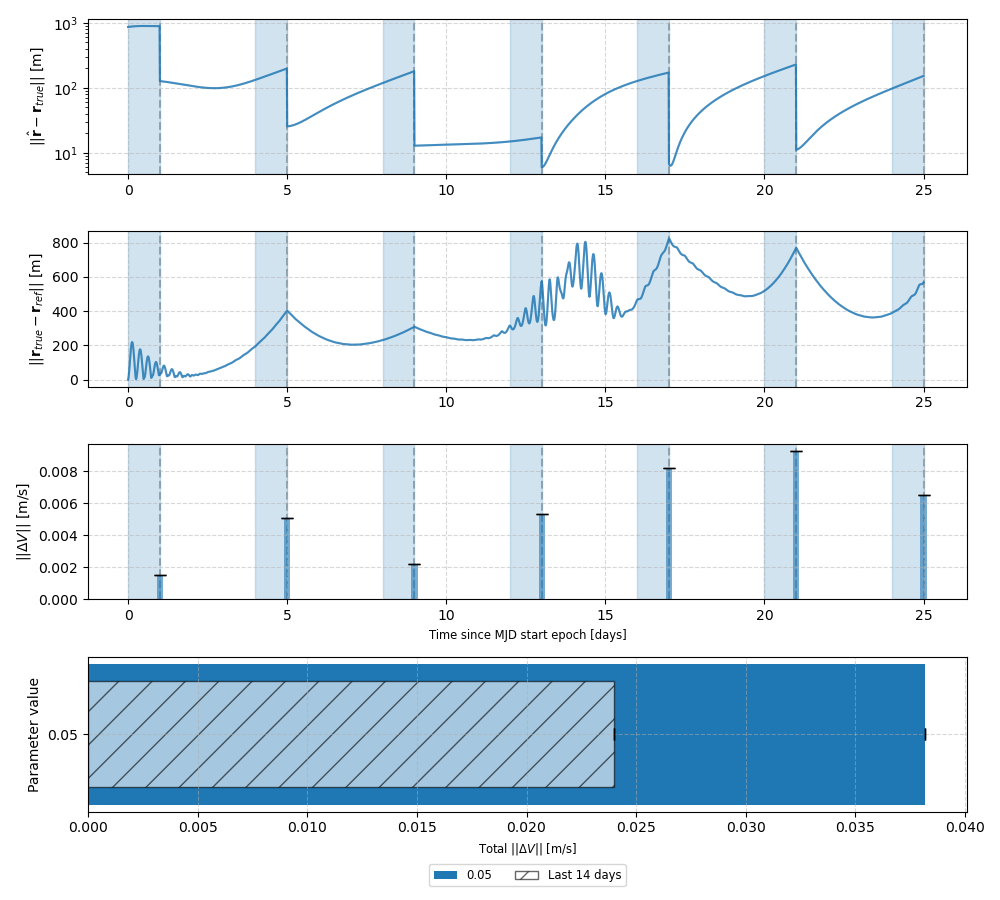 ||r̂ − r_true|| [m]
10³
10²
10¹
0 5 10 15 20 25
||r_true − r_ref|| [m]
800
600
400
200
0
0 5 10 15 20 25
||ΔV|| [m/s]
0.008
0.006
0.004
0.002
0.000
0 5 10 15 20 25
Time since MJD start epoch [days]
Parameter value
0.05
0.000 0.005 0.010 0.015 0.020 0.025 0.030 0.035 0.040
Total ||ΔV|| [m/s]
0.05 Last 14 days